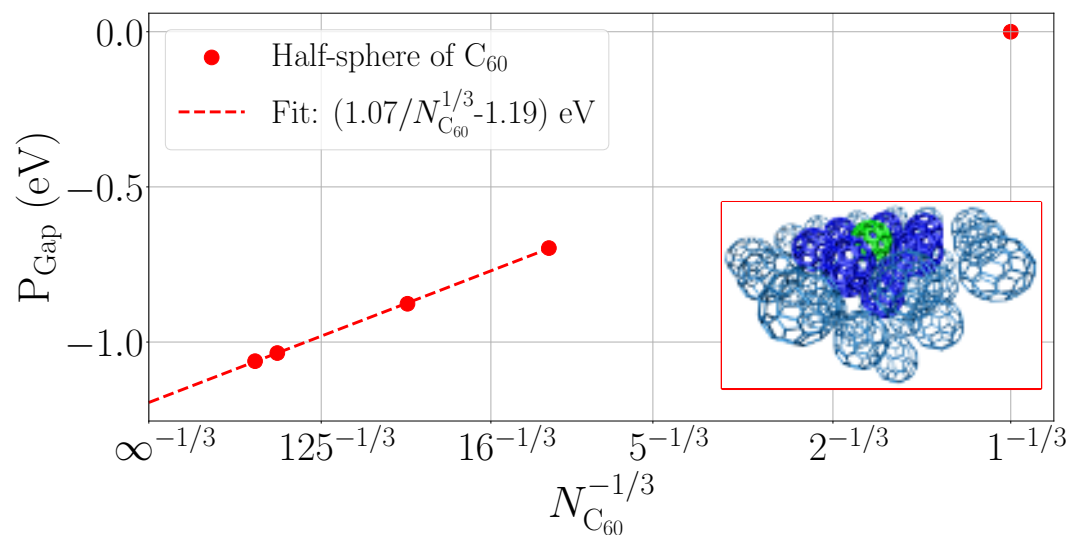 0.0
−0.5
−1.0
P_Gap (eV)
Half-sphere of C₆₀
Fit: (1.07/N_{C₆₀}^{1/3}-1.19) eV
∞^{−1/3} 125^{−1/3} 16^{−1/3} 5^{−1/3} 2^{−1/3} 1^{−1/3}
N_{C₆₀}^{−1/3}